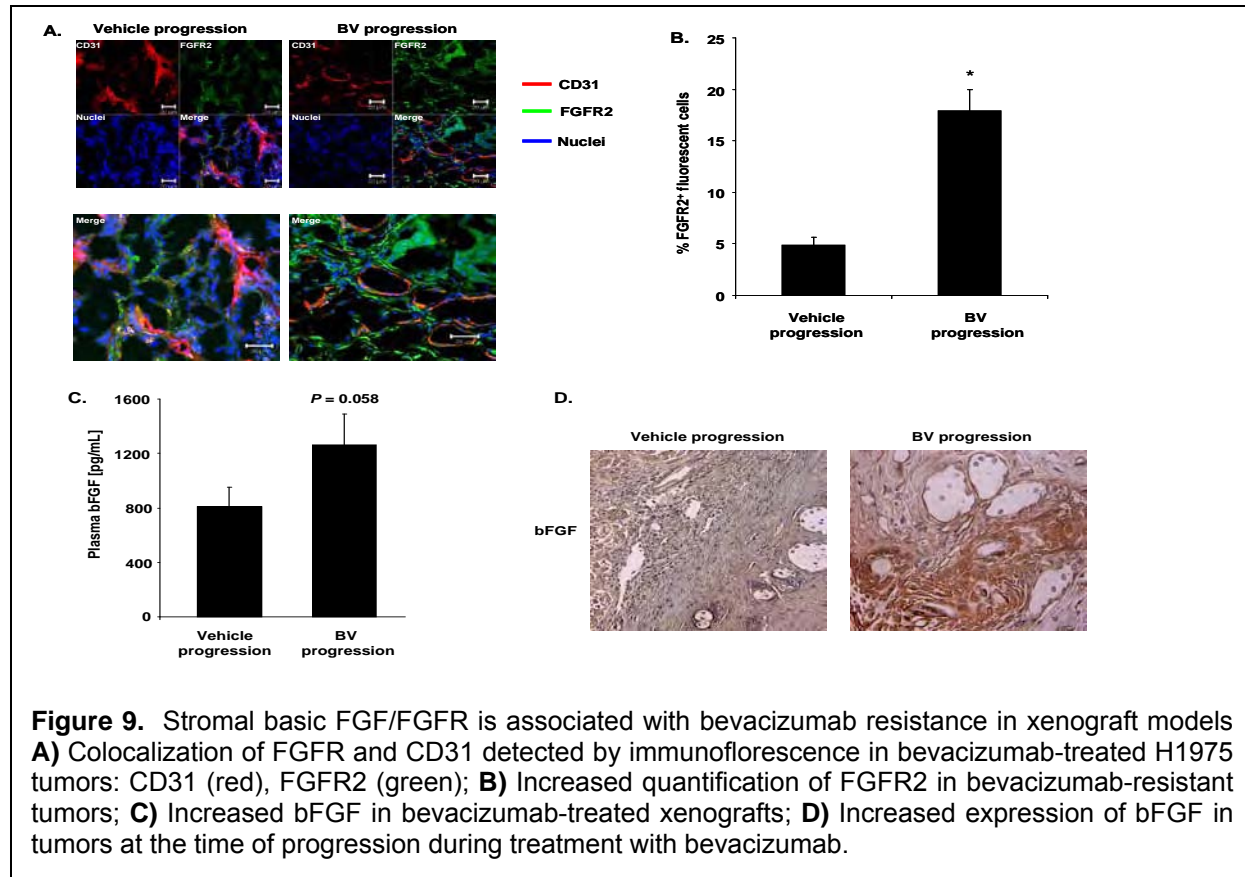 A.
Vehicle progression
BV progression
CD31
FGFR2
CD31
FGFR2
Nuclei
Merge
Nuclei
Merge
CD31
FGFR2
Nuclei
Merge
Merge
B.
% FGFR2⁺ fluorescent cells
25
20
15
10
5
0
*
Vehicle
progression
BV
progression
C.
Plasma bFGF [pg/mL]
1600
1200
800
400
0
P = 0.058
Vehicle
progression
BV
progression
D.
Vehicle progression
BV progression
bFGF
Figure 9. Stromal basic FGF/FGFR is associated with bevacizumab resistance in xenograft models
A) Colocalization of FGFR and CD31 detected by immunoflorescence in bevacizumab-treated H1975
tumors: CD31 (red), FGFR2 (green); B) Increased quantification of FGFR2 in bevacizumab-resistant
tumors; C) Increased bFGF in bevacizumab-treated xenografts; D) Increased expression of bFGF in
tumors at the time of progression during treatment with bevacizumab.